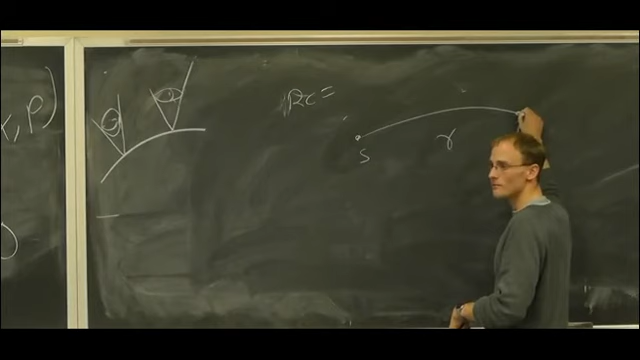 x, p)
Rc =
s
γ